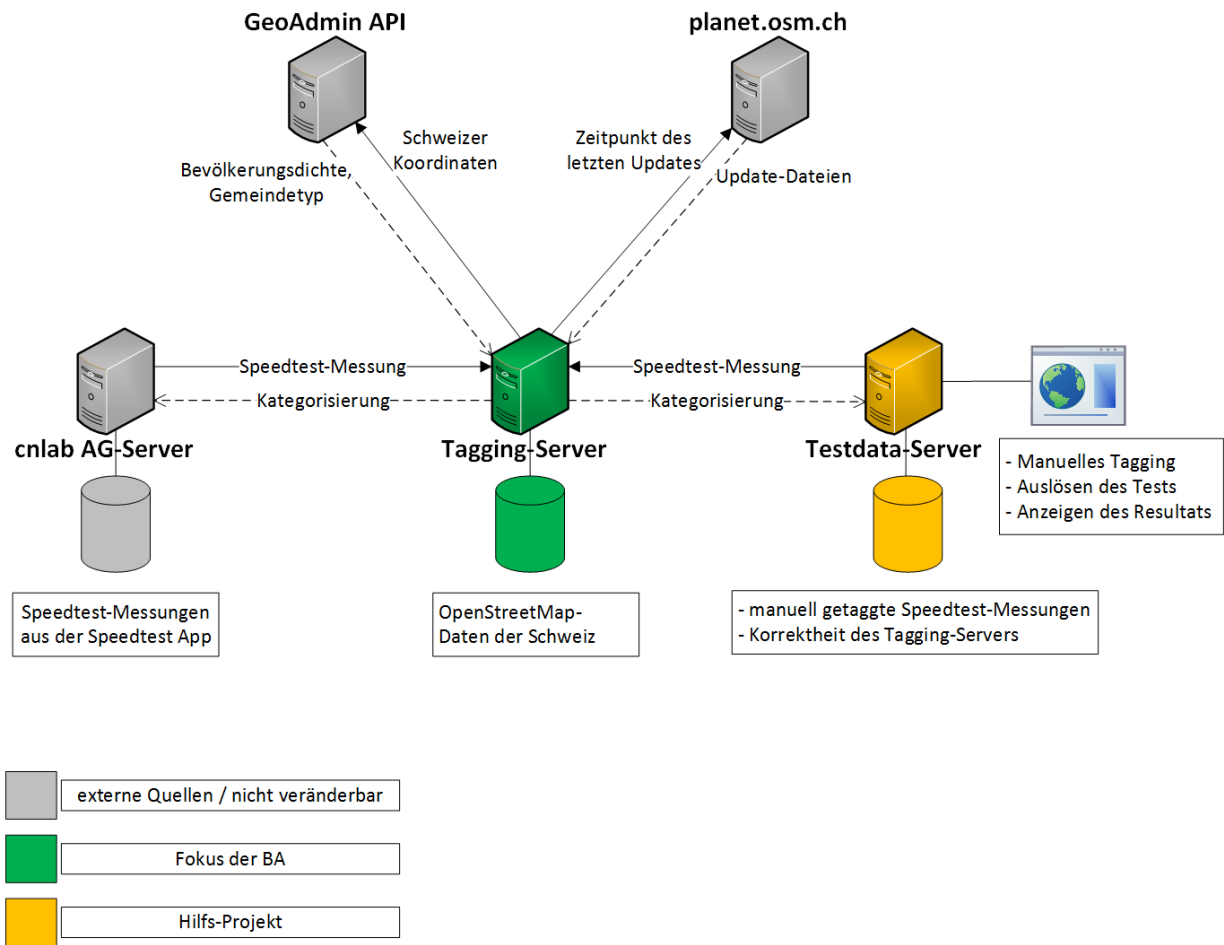 GeoAdmin API
planet.osm.ch
Schweizer
Koordinaten
Zeitpunkt des
letzten Updates
Bevölkerungsdichte,
Gemeindetyp
Update-Dateien
Speedtest-Messung
Kategorisierung
Speedtest-Messung
Kategorisierung
cnlab AG-Server
Tagging-Server
Testdata-Server
- Manuelles Tagging
- Auslösen des Tests
- Anzeigen des Resultats
Speedtest-Messungen
aus der Speedtest App
OpenStreetMap-
Daten der Schweiz
- manuell getaggte Speedtest-Messungen
- Korrektheit des Tagging-Servers
externe Quellen / nicht veränderbar
Fokus der BA
Hilfs-Projekt